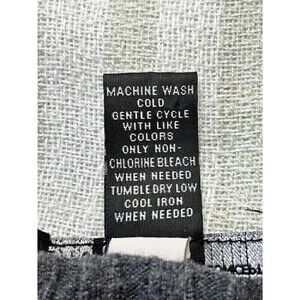 MACHINE WASH
COLD
GENTLE CYCLE
WITH LIKE
COLORS
ONLY NON-
CHLORINE BLEACH
WHEN NEEDED
TUMBLE DRY LOW
COOL IRON
WHEN NEEDED